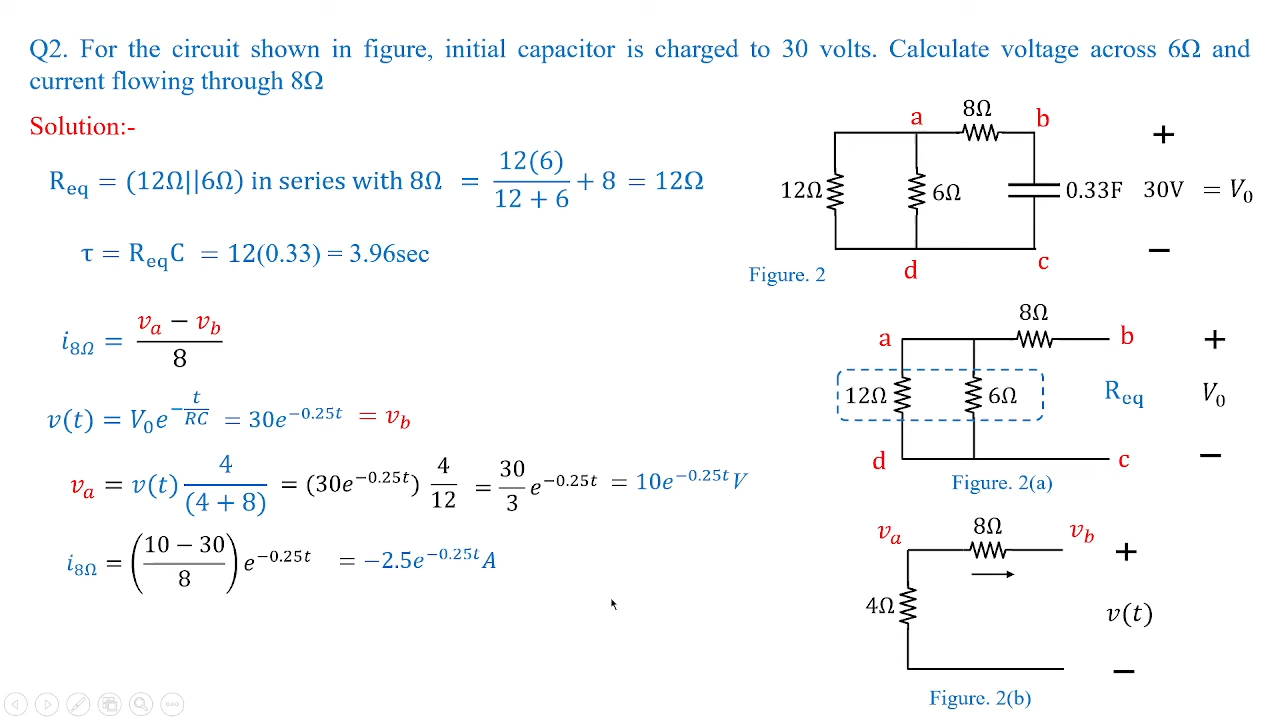 Q2. For the circuit shown in figure, initial capacitor is charged to 30 volts. Calculate voltage across 6Ω and
current flowing through 8Ω
Solution:-
R_eq = (12Ω||6Ω) in series with 8Ω = 12(6)/(12 + 6) + 8 = 12Ω
τ = R_eqC = 12(0.33) = 3.96sec
i_8Ω = (v_a − v_b)/8
v(t) = V_0e^(−t/RC) = 30e^(−0.25t) = v_b
v_a = v(t) 4/(4 + 8) = (30e^(−0.25t)) 4/12 = 30/3 e^(−0.25t) = 10e^(−0.25t)V
i_8Ω = ((10 − 30)/8) e^(−0.25t) = −2.5e^(−0.25t)A
8Ω
a
b
+
12Ω
6Ω
0.33F
30V
= V_0
−
d
c
Figure. 2
8Ω
a
b
+
12Ω
6Ω
R_eq
V_0
d
c
−
Figure. 2(a)
v_a
8Ω
v_b
+
4Ω
v(t)
−
Figure. 2(b)